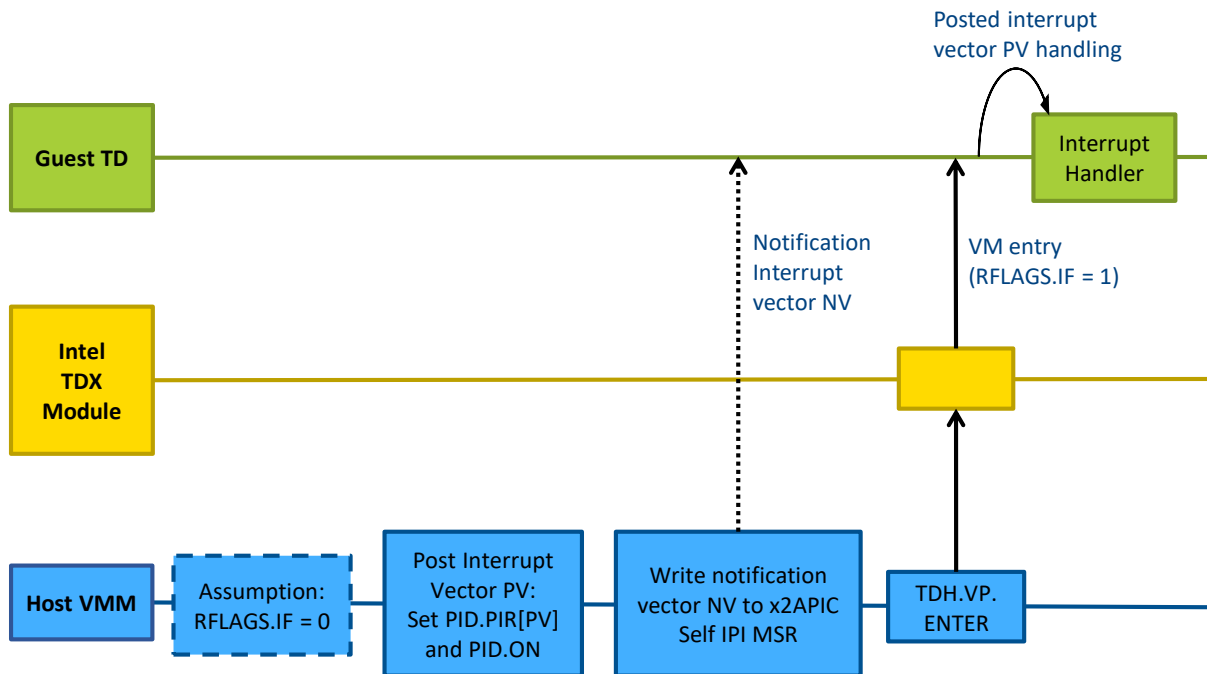 Posted interrupt
vector PV handling
Guest TD
Interrupt
Handler
Notification
Interrupt
vector NV
VM entry
(RFLAGS.IF = 1)
Intel
TDX
Module
Host VMM
Assumption:
RFLAGS.IF = 0
Post Interrupt
Vector PV:
Set PID.PIR[PV]
and PID.ON
Write notification
vector NV to x2APIC
Self IPI MSR
TDH.VP.
ENTER